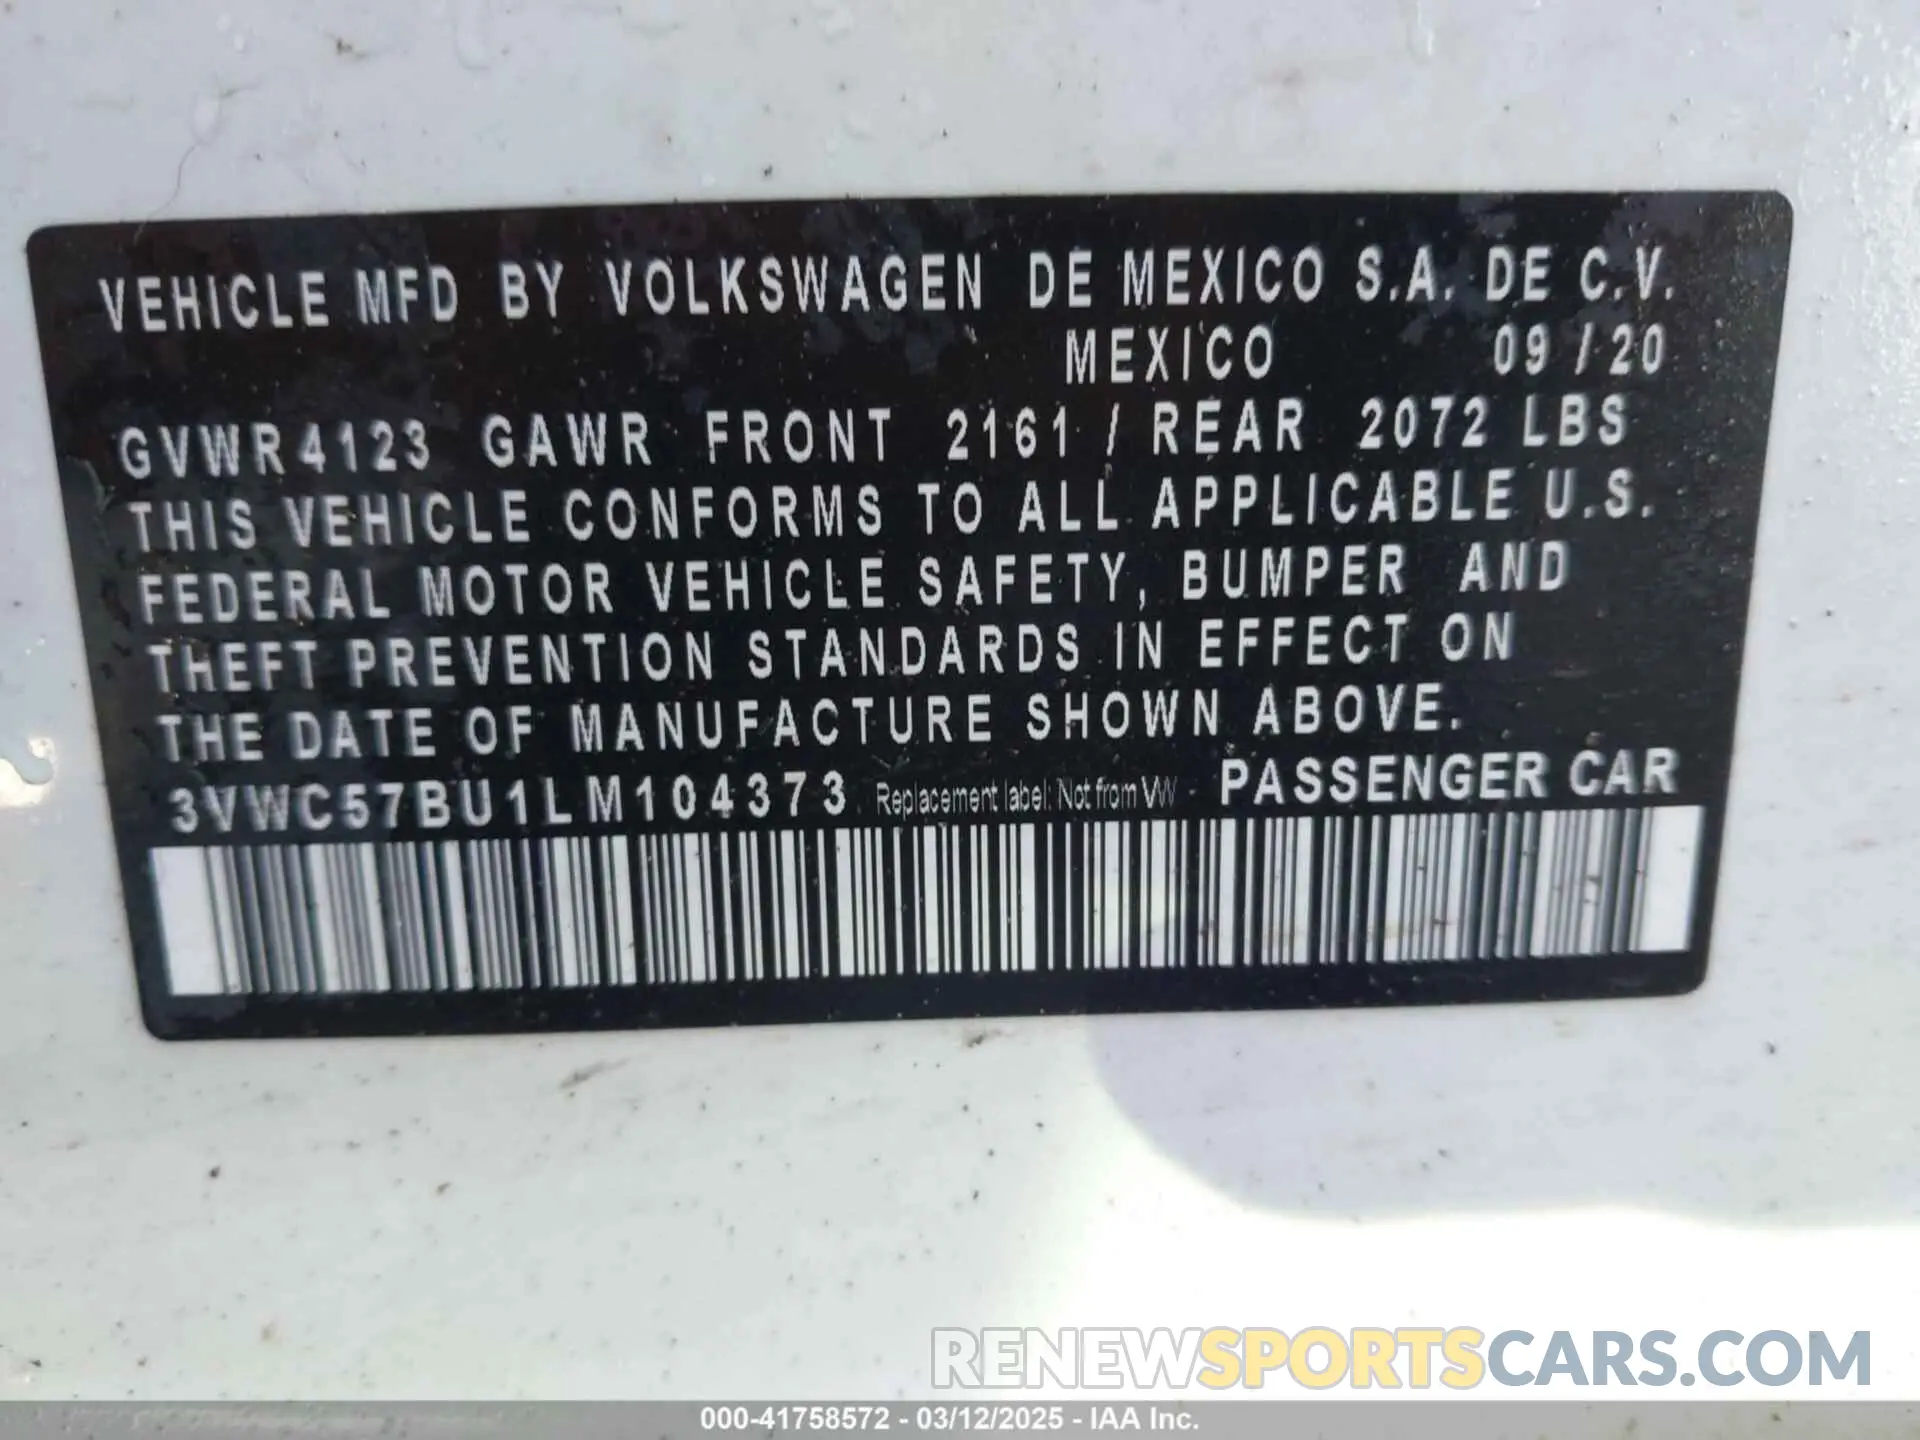 VEHICLE MFD BY VOLKSWAGEN DE MEXICO S.A. DE C.V.
MEXICO 09 / 20
GVWR 4123 GAWR FRONT 2161 / REAR 2072 LBS
THIS VEHICLE CONFORMS TO ALL APPLICABLE U.S.
FEDERAL MOTOR VEHICLE SAFETY, BUMPER AND
THEFT PREVENTION STANDARDS IN EFFECT ON
THE DATE OF MANUFACTURE SHOWN ABOVE.
3VWC57BU1LM104373 Replacement label: Not from VW PASSENGER CAR
RENEWSPORTSCARS.COM
000-41758572 - 03/12/2025 - IAA Inc.